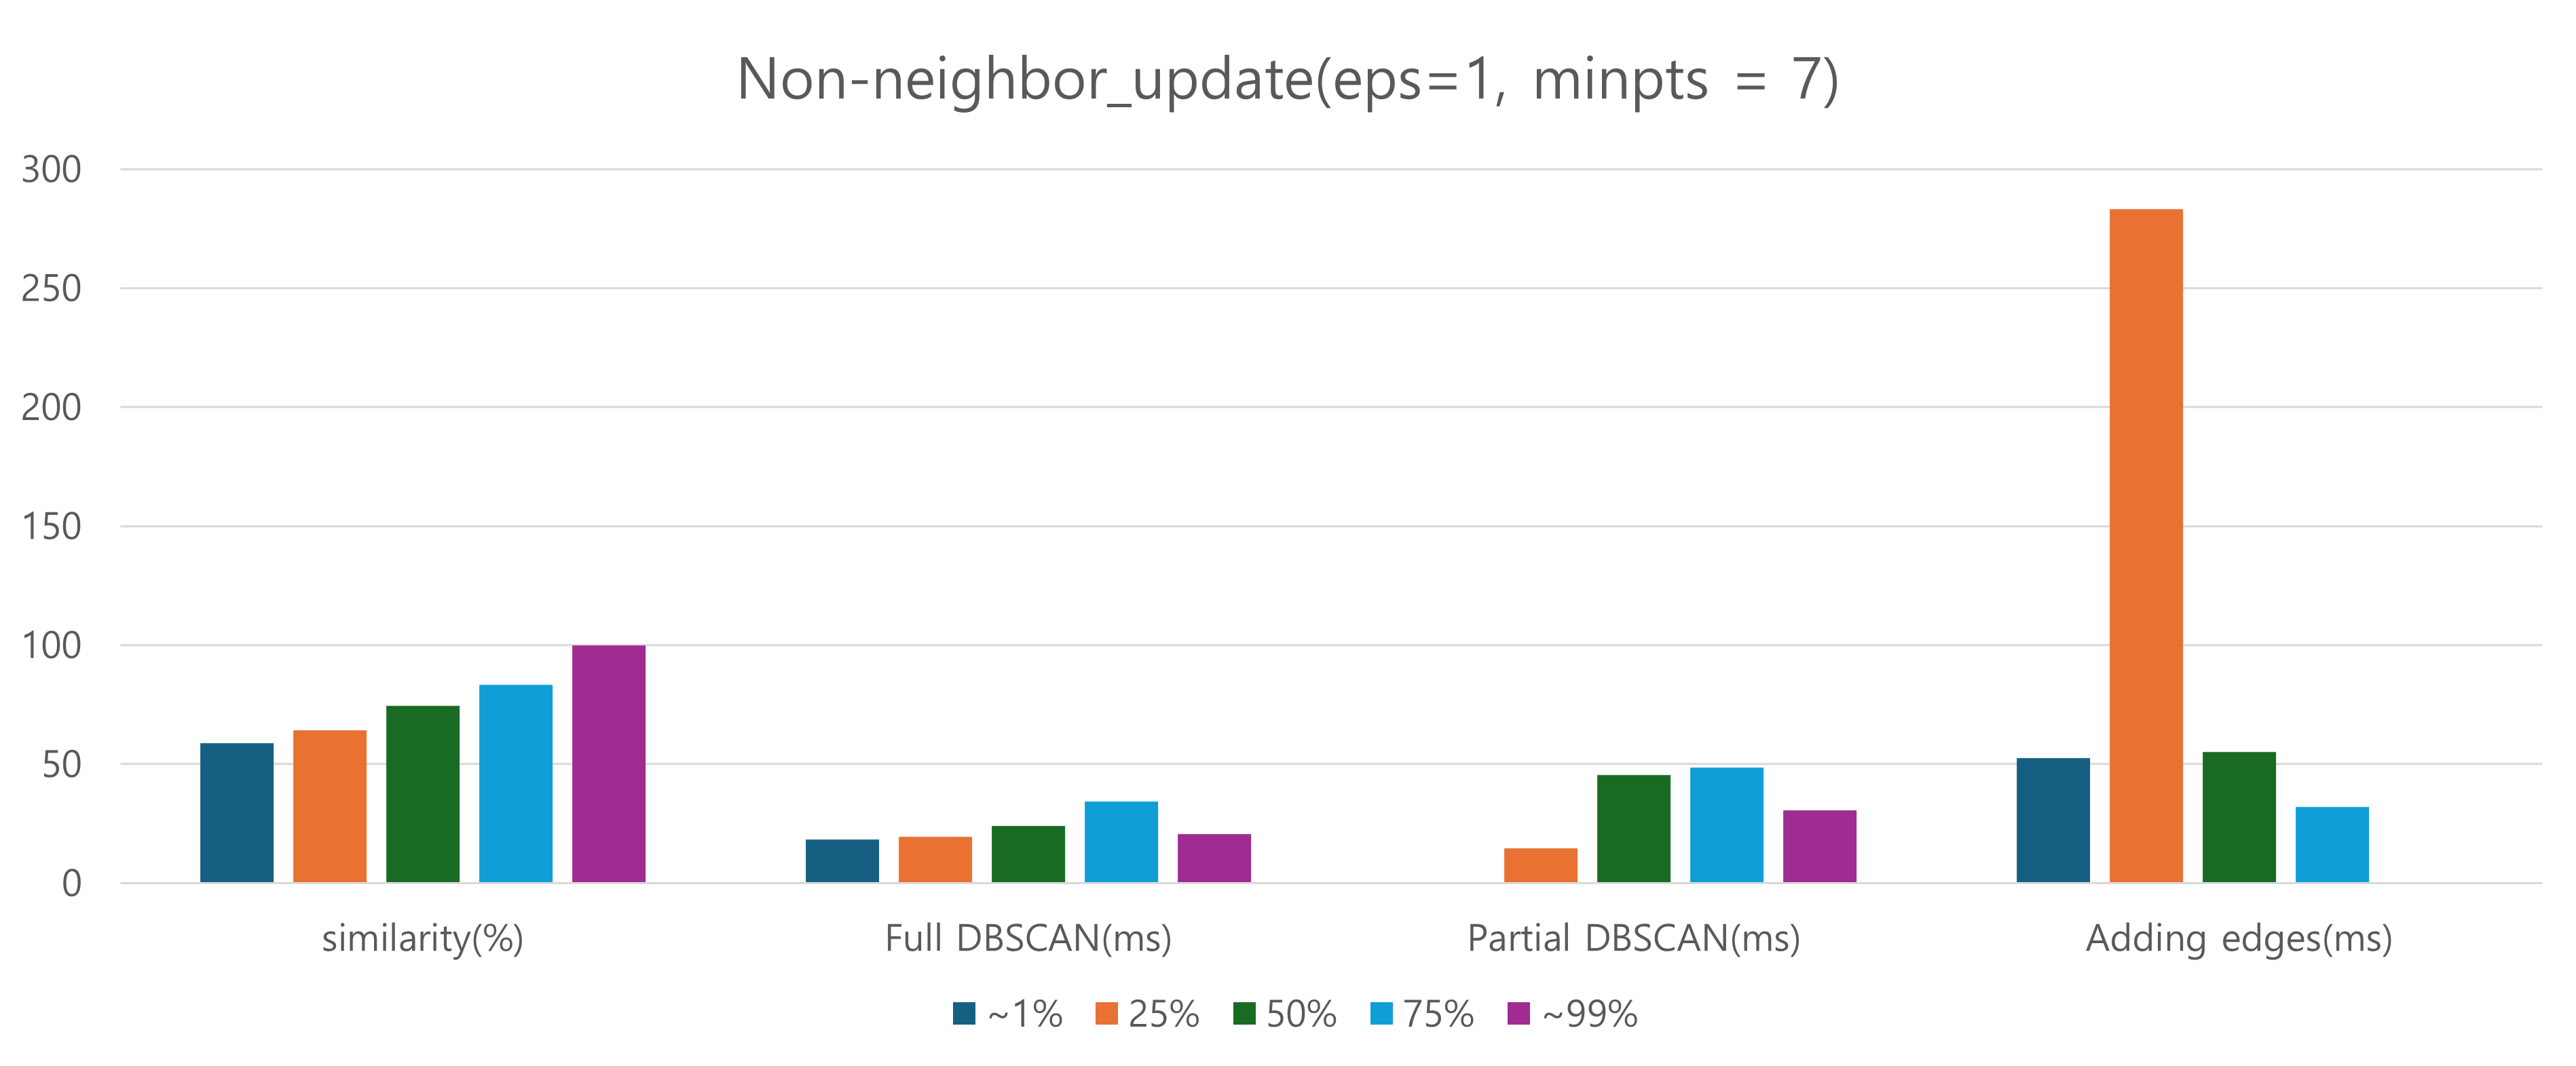 Non-neighbor_update(eps=1, minpts = 7)
300
250
200
150
100
50
0
similarity(%) Full DBSCAN(ms) Partial DBSCAN(ms) Adding edges(ms)
~1% 25% 50% 75% ~99%